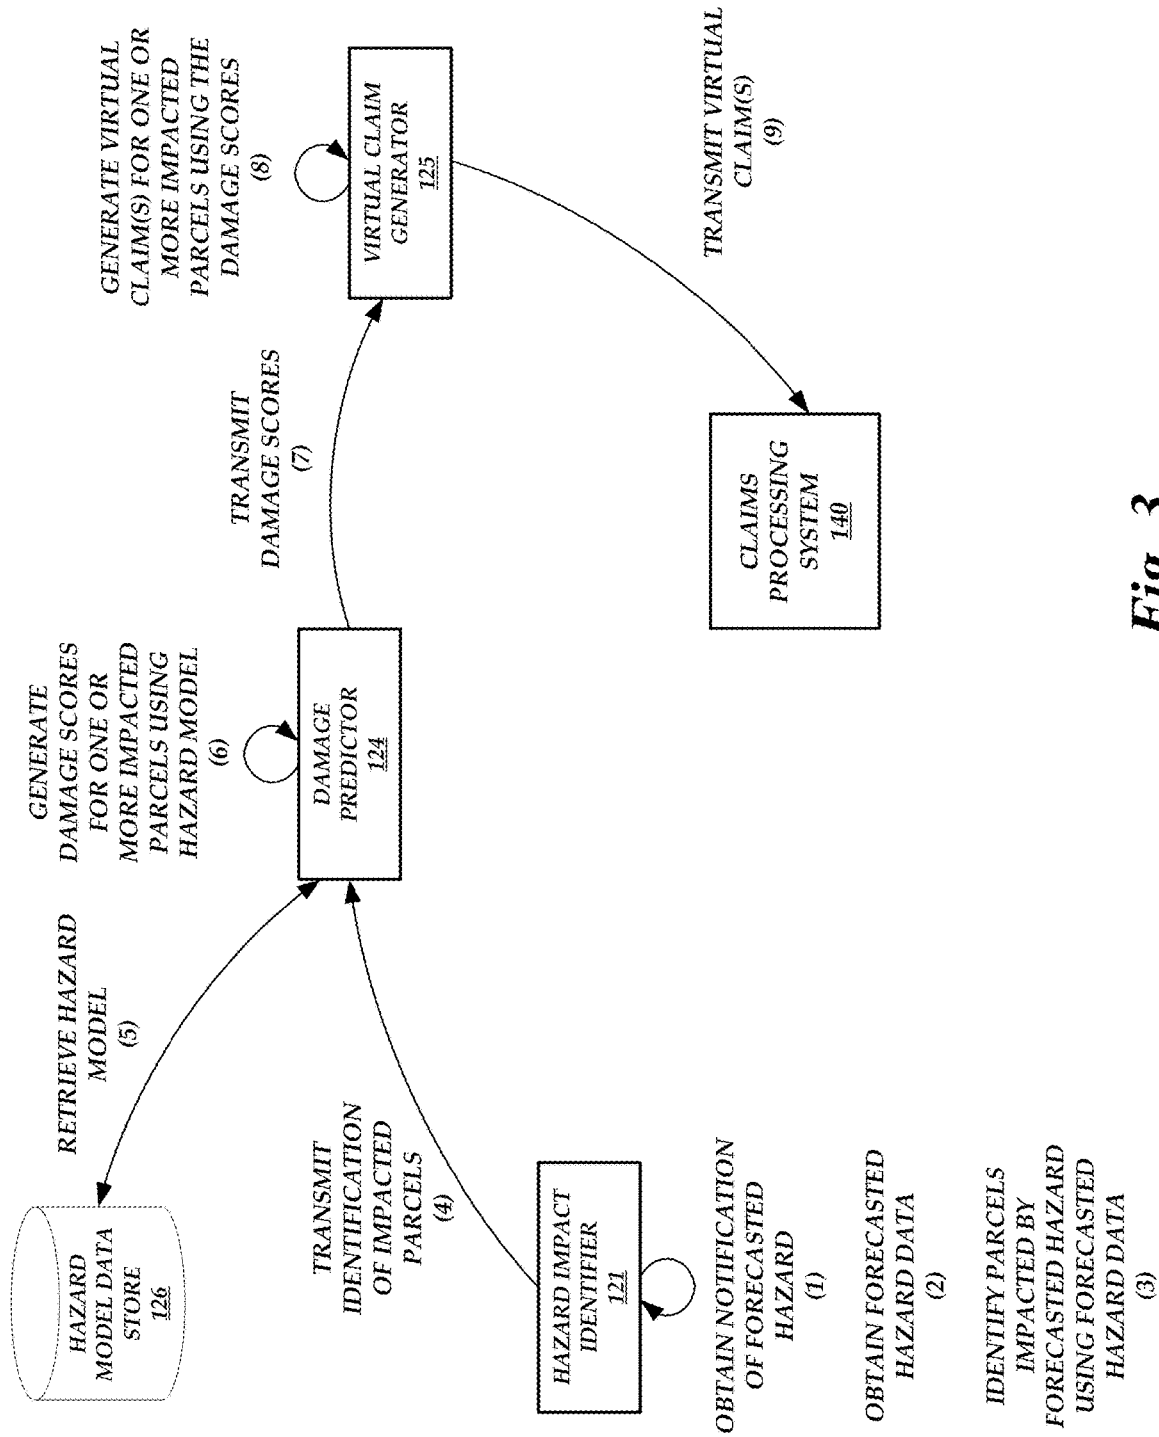 HAZARD
MODEL DATA
STORE
126
RETRIEVE HAZARD
MODEL
(5)
GENERATE
DAMAGE SCORES
FOR ONE OR
MORE IMPACTED
PARCELS USING
HAZARD MODEL
(6)
GENERATE VIRTUAL
CLAIM(S) FOR ONE OR
MORE IMPACTED
PARCELS USING THE
DAMAGE SCORES
(8)
TRANSMIT
DAMAGE SCORES
(7)
DAMAGE
PREDICTOR
124
VIRTUAL CLAIM
GENERATOR
125
TRANSMIT
IDENTIFICATION
OF IMPACTED
PARCELS
(4)
HAZARD IMPACT
IDENTIFIER
121
OBTAIN NOTIFICATION
OF FORECASTED
HAZARD
(1)
OBTAIN FORECASTED
HAZARD DATA
(2)
IDENTIFY PARCELS
IMPACTED BY
FORECASTED HAZARD
USING FORECASTED
HAZARD DATA
(3)
CLAIMS
PROCESSING
SYSTEM
140
TRANSMIT VIRTUAL
CLAIM(S)
(9)
Fig. 3